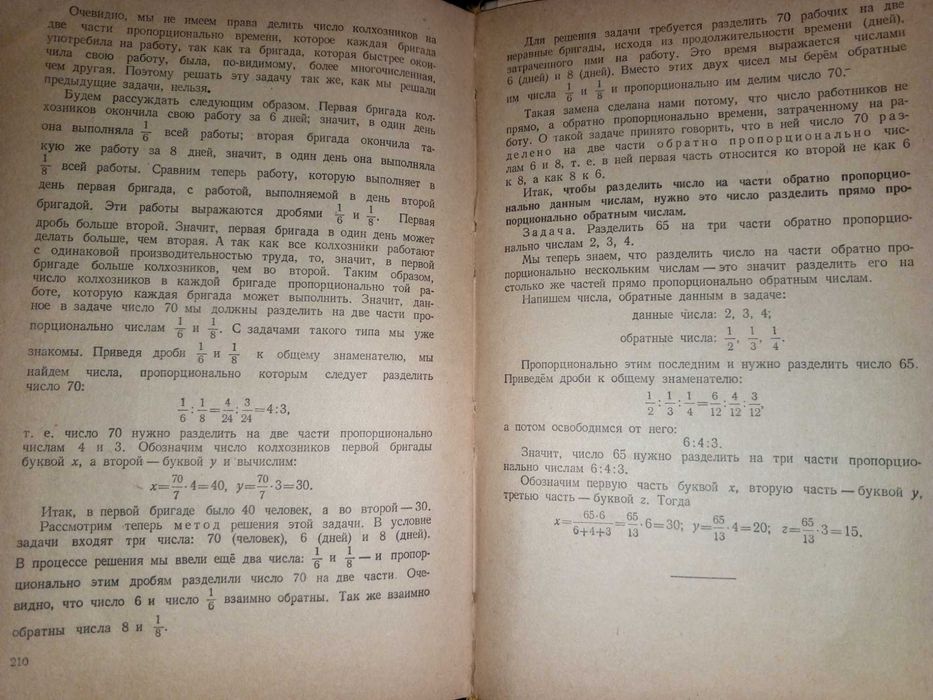 Очевидно, мы не имеем права делить число колхозников на
две части пропорционально времени, которое каждая бригада
употребила на работу, так как та бригада, которая быстрее окон-
чила свою работу, была, по-видимому, более многочисленная,
чем другая. Поэтому решать эту задачу так же, как мы решали
предыдущие задачи, нельзя.
Будем рассуждать следующим образом. Первая бригада кол-
хозников окончила свою работу за 6 дней; значит, в один день
она выполняла 1/6 всей работы; вторая бригада окончила та-
кую же работу за 8 дней, значит, в один день она выполняла
1/8 всей работы. Сравним теперь работу, которую выполняет в
день первая бригада, с работой, выполняемой в день второй
бригадой. Эти работы выражаются дробями 1/6 и 1/8. Первая
дробь больше второй. Значит, первая бригада в один день может
делать больше, чем вторая. А так как все колхозники работают
с одинаковой производительностью труда, то, значит, в первой
бригаде больше колхозников, чем во второй. Таким образом,
число колхозников в каждой бригаде пропорционально той ра-
боте, которую каждая бригада может выполнить. Значит, дан-
ное в задаче число 70 мы должны разделить на две части про-
порционально числам 1/6 и 1/8. С задачами такого типа мы уже
знакомы. Приведя дроби 1/6 и 1/8 к общему знаменателю, мы
найдем числа, пропорционально которым следует разделить
число 70:
1/6 : 1/8 = 4/24 : 3/24 = 4:3,
т. е. число 70 нужно разделить на две части пропорционально
числам 4 и 3. Обозначим число колхозников первой бригады
буквой x, а второй — буквой y и вычислим:
x = 70/7 · 4 = 40, y = 70/7 · 3 = 30.
Итак, в первой бригаде было 40 человек, а во второй — 30.
Рассмотрим теперь метод решения этой задачи. В условие
задачи входят три числа: 70 (человек), 6 (дней) и 8 (дней).
В процессе решения мы ввели ещё два числа: 1/6 и 1/8 — и пропор-
ционально этим дробям разделили число 70 на две части. Оче-
видно, что число 6 и число 1/6 взаимно обратны. Так же взаимно
обратны числа 8 и 1/8.
210
Для решения задачи требуется разделить 70 рабочих на две
неравные бригады, исходя из продолжительности времени (дней),
затраченного ими на работу. Это время выражается числами
6 (дней) и 8 (дней). Вместо этих двух чисел мы берём обратные
им числа 1/6 и 1/8 и пропорционально им делим число 70.
Такая замена сделана нами потому, что число работников не
прямо, а обратно пропорционально времени, затраченному на ра-
боту. О такой задаче принято говорить, что в ней число 70 раз-
делено на две части обратно пропорционально чис-
лам 6 и 8, т. е. в ней первая часть относится ко второй не как 6
к 8, а как 8 к 6.
Итак, чтобы разделить число на части обратно пропорцио-
нально данным числам, нужно это число разделить прямо про-
порционально обратным числам.
Задача. Разделить 65 на три части обратно пропорцио-
нально числам 2, 3, 4.
Мы теперь знаем, что разделить число на части обратно про-
порционально нескольким числам — это значит разделить его на
столько же частей прямо пропорционально обратным числам.
Напишем числа, обратные данным в задаче:
данные числа: 2, 3, 4;
обратные числа: 1/2, 1/3, 1/4.
Пропорционально этим последним и нужно разделить число 65.
Приведём дроби к общему знаменателю:
1/2 : 1/3 : 1/4 = 6/12 : 4/12 : 3/12,
а потом освободимся от него:
6:4:3.
Значит, число 65 нужно разделить на три части пропорцио-
нально числам 6:4:3.
Обозначим первую часть буквой x, вторую часть — буквой y,
третью часть — буквой z. Тогда
x = 65·6/6+4+3 = 65/13 · 6 = 30; y = 65/13 · 4 = 20; z = 65/13 · 3 = 15.